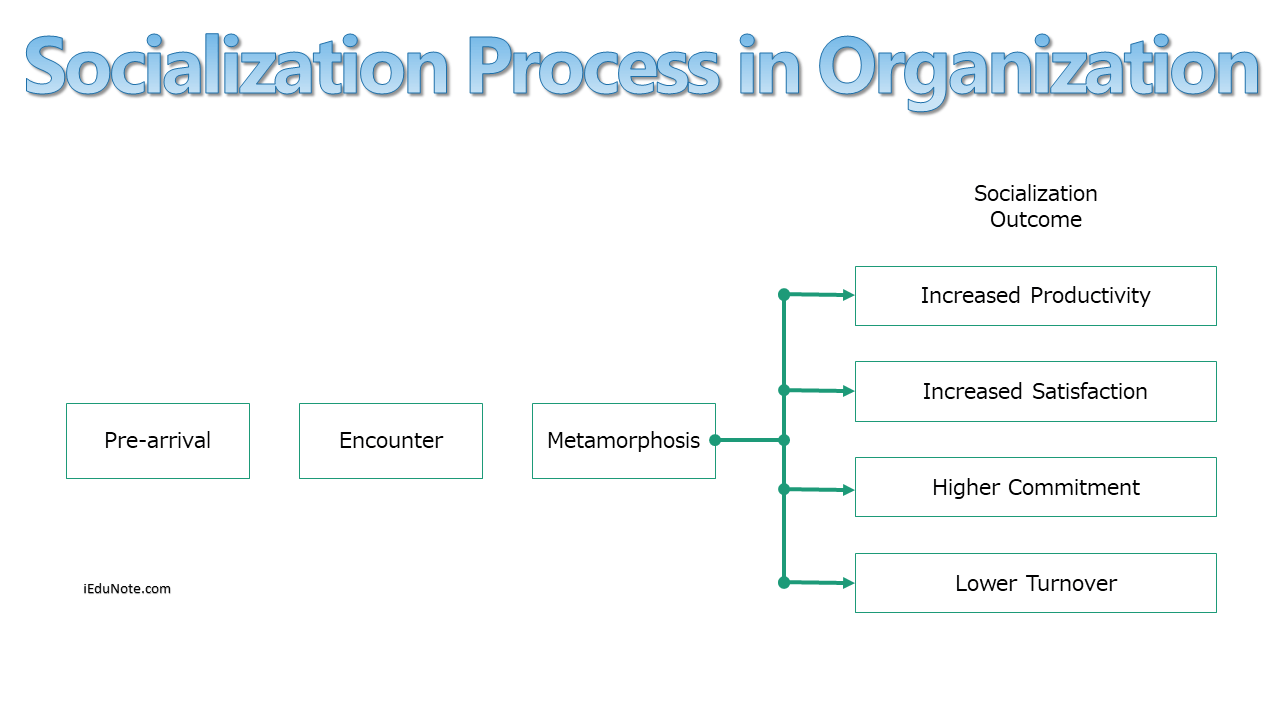 Socialization Process in Organization
Socialization
Outcome
Increased Productivity
Increased Satisfaction
Pre-arrival
Encounter
Metamorphosis
Higher Commitment
Lower Turnover
iEduNote.com